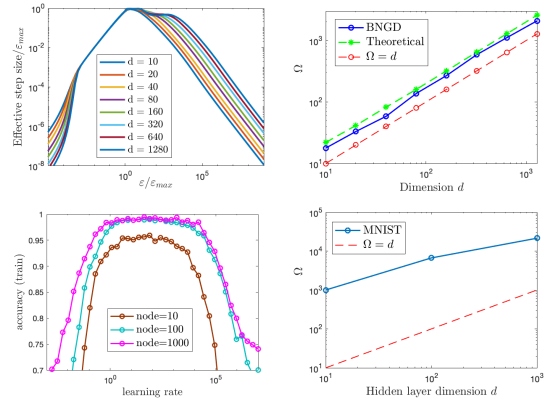 Effective step size/ε_max
10^0
10^-2
10^-4
10^-6
10^-8
d = 10
d = 20
d = 40
d = 80
d = 160
d = 320
d = 640
d = 1280
10^0
10^5
ε/ε_max
Ω
10^3
10^2
10^1
BNGD
Theoretical
Ω = d
10^1
10^2
10^3
Dimension d
accuracy (train)
1
0.95
0.9
0.85
0.8
0.75
0.7
node=10
node=100
node=1000
10^0
10^5
learning rate
Ω
10^5
10^4
10^3
10^2
10^1
MNIST
Ω = d
10^1
10^2
10^3
Hidden layer dimension d